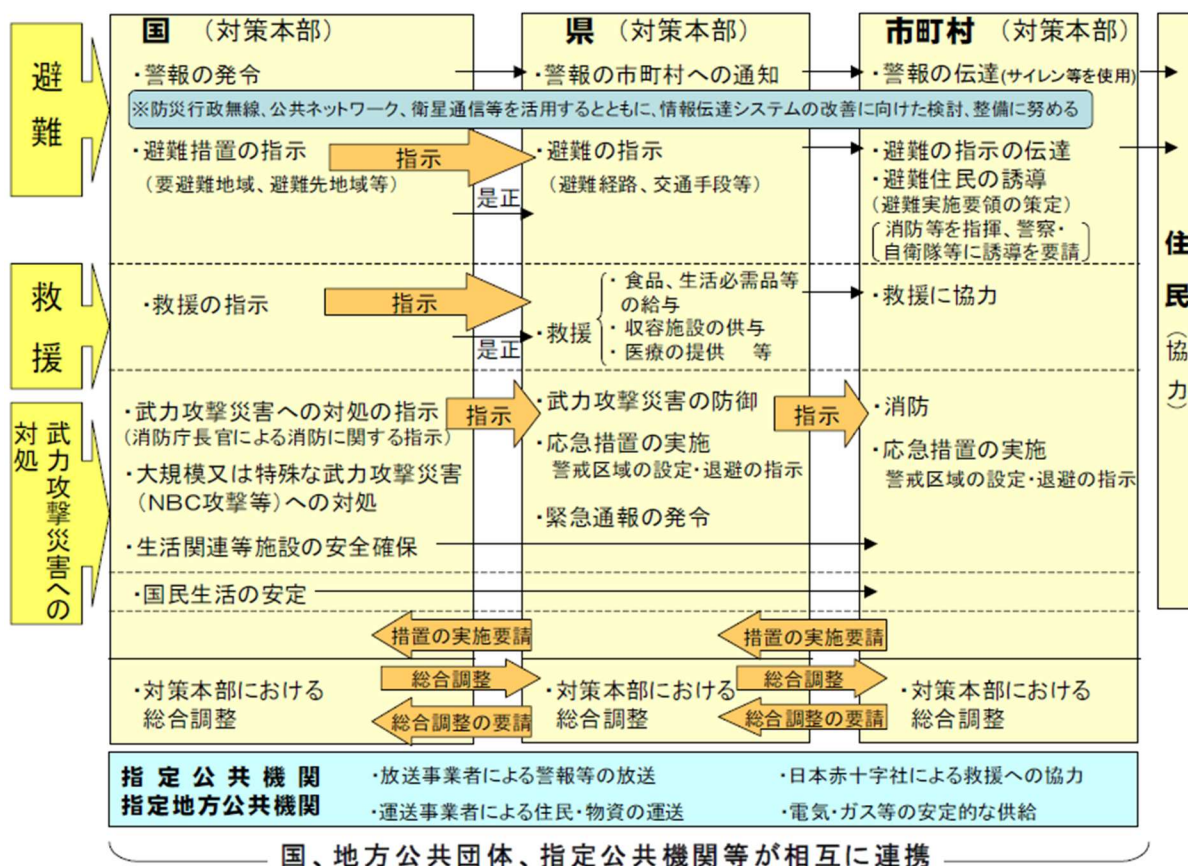 避難
国 （対策本部）
県 （対策本部）
市町村 （対策本部）
・警報の発令
・警報の市町村への通知
・警報の伝達(サイレン等を使用)
※防災行政無線、公共ネットワーク、衛星通信等を活用するとともに、情報伝達システムの改善に向けた検討、整備に努める
・避難措置の指示
（要避難地域、避難先地域等）
指示
是正
・避難の指示
（避難経路、交通手段等）
・避難の指示の伝達
・避難住民の誘導
（避難実施要領の策定）
消防等を指揮、警察・
自衛隊等に誘導を要請
住民（協力）
救援
・救援の指示
指示
是正
・救援
・食品、生活必需品等
の給与
・収容施設の供与
・医療の提供　等
・救援に協力
武力攻撃災害への
対処
・武力攻撃災害への対処の指示
（消防庁長官による消防に関する指示）
・大規模又は特殊な武力攻撃災害
（NBC攻撃等）への対処
・生活関連等施設の安全確保
・国民生活の安定
指示
・武力攻撃災害の防御
・応急措置の実施
警戒区域の設定・退避の指示
・緊急通報の発令
指示
・消防
・応急措置の実施
警戒区域の設定・退避の指示
措置の実施要請
措置の実施要請
・対策本部における
総合調整
総合調整
総合調整の要請
・対策本部における
総合調整
総合調整
総合調整の要請
・対策本部における
総合調整
指定公共機関
指定地方公共機関
・放送事業者による警報等の放送
・日本赤十字社による救援への協力
・運送事業者による住民・物資の運送
・電気・ガス等の安定的な供給
国、地方公共団体、指定公共機関等が相互に連携